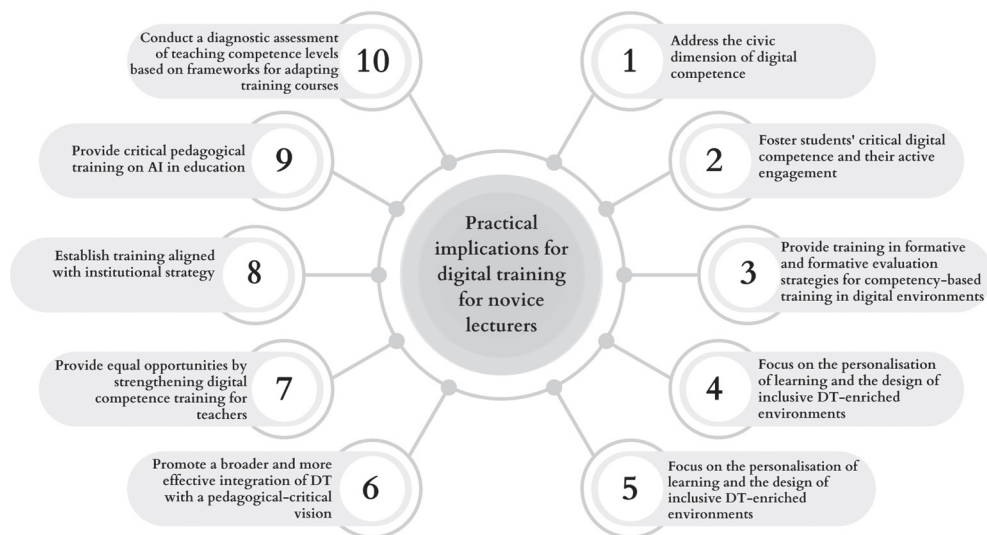 Practical
implications for
digital training
for novice
lecturers
1
Address the civic
dimension of digital
competence
2
Foster students' critical digital
competence and their active
engagement
3
Provide training in formative
and formative evaluation
strategies for competency-based
training in digital environments
4
Focus on the personalisation
of learning and the design of
inclusive DT-enriched
environments
5
Focus on the personalisation of
learning and the design of
inclusive DT-enriched
environments
6
Promote a broader and more
effective integration of DT
with a pedagogical-critical
vision
7
Provide equal opportunities by
strengthening digital
competence training for
teachers
8
Establish training aligned
with institutional strategy
9
Provide critical pedagogical
training on AI in education
10
Conduct a diagnostic assessment
of teaching competence levels
based on frameworks for adapting
training courses